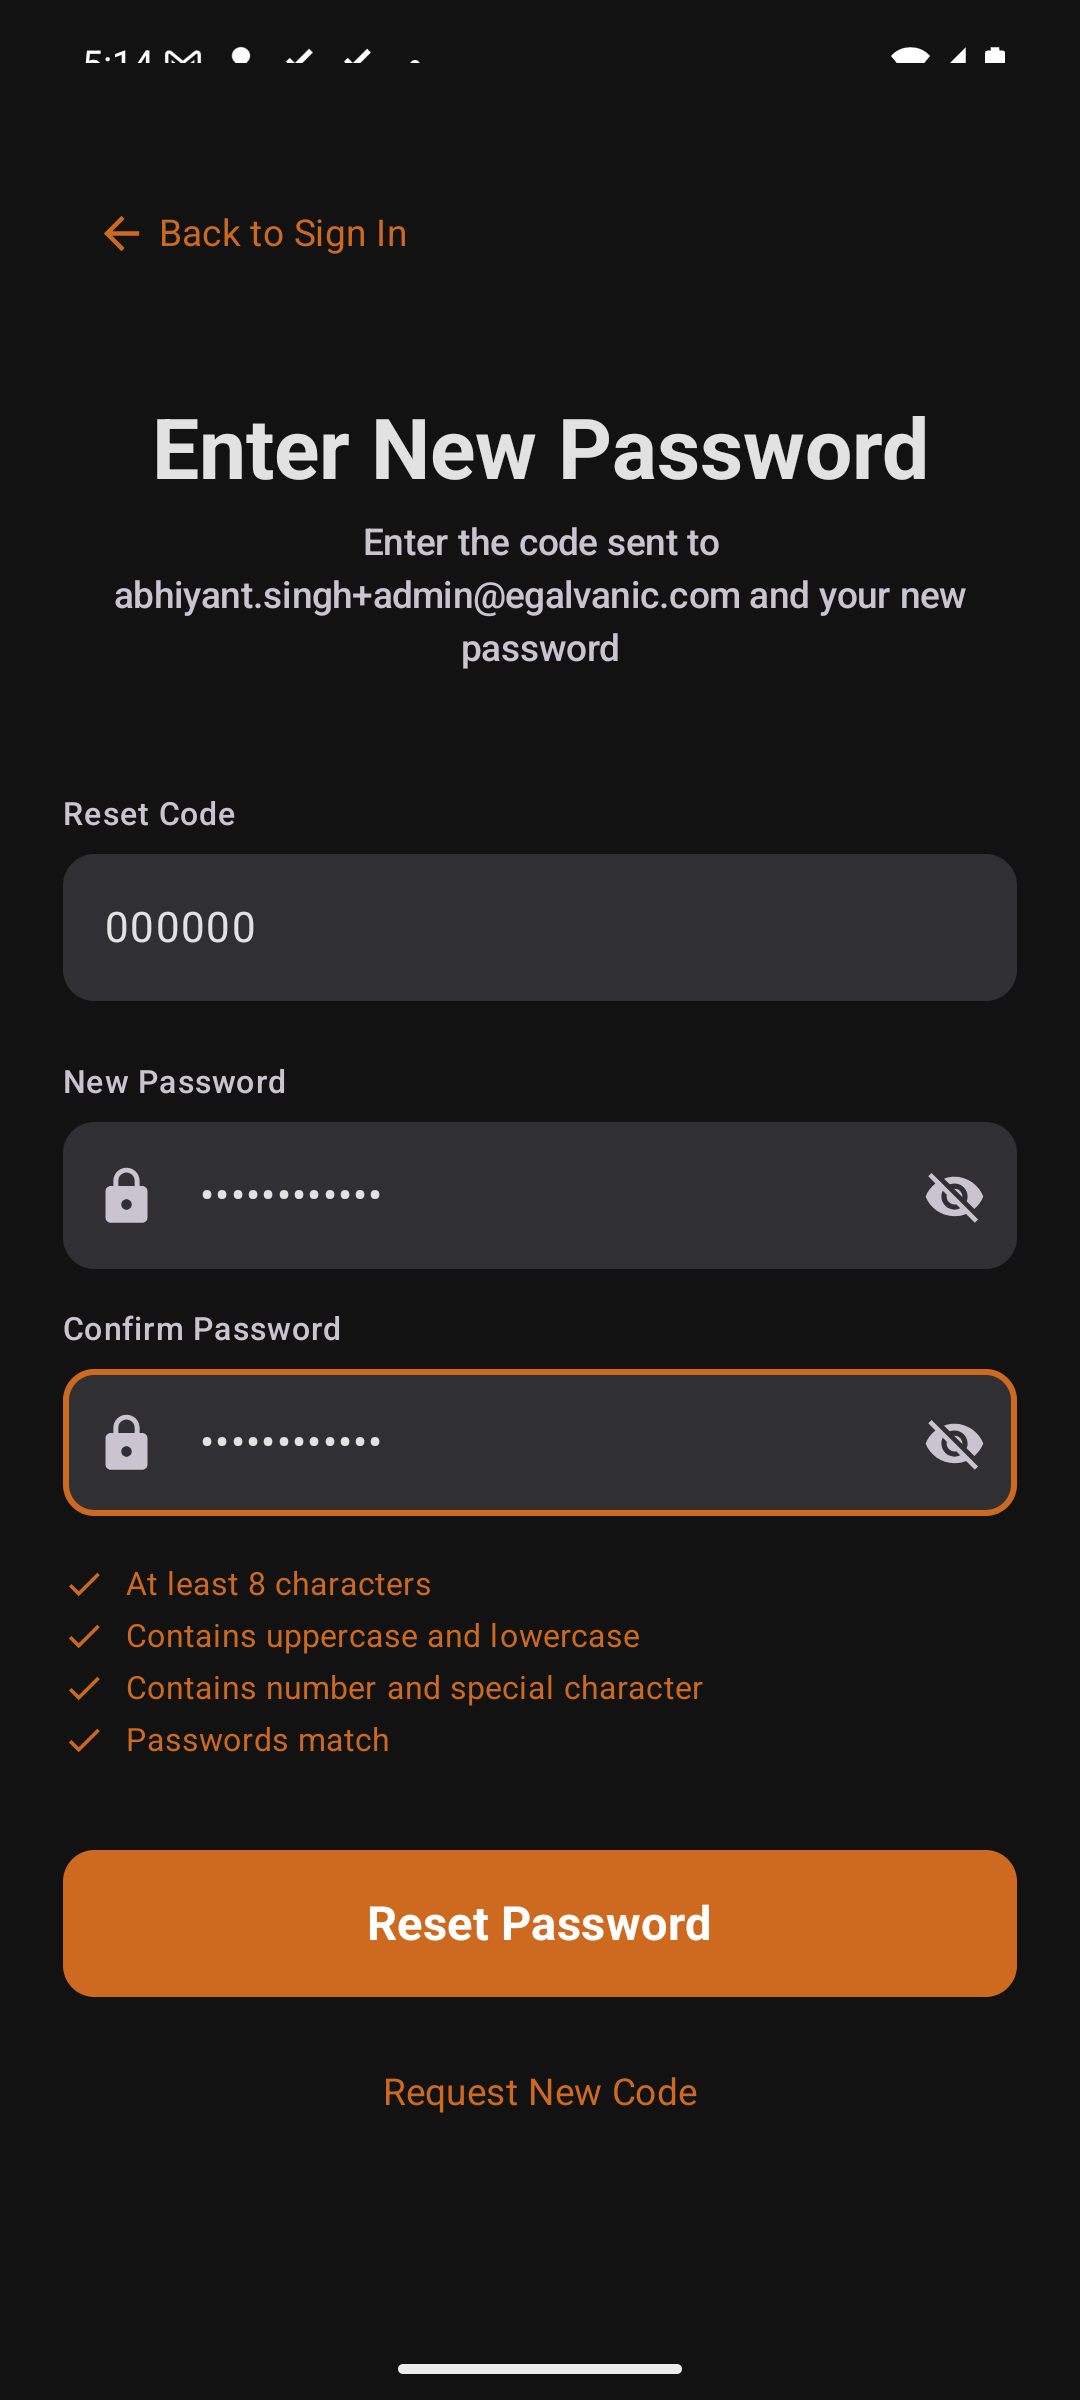 5:14
Back to Sign In
Enter New Password
Enter the code sent to
abhiyant.singh+admin@egalvanic.com and your new
password
Reset Code
000000
New Password
••••••••••••
Confirm Password
••••••••••••
At least 8 characters
Contains uppercase and lowercase
Contains number and special character
Passwords match
Reset Password
Request New Code